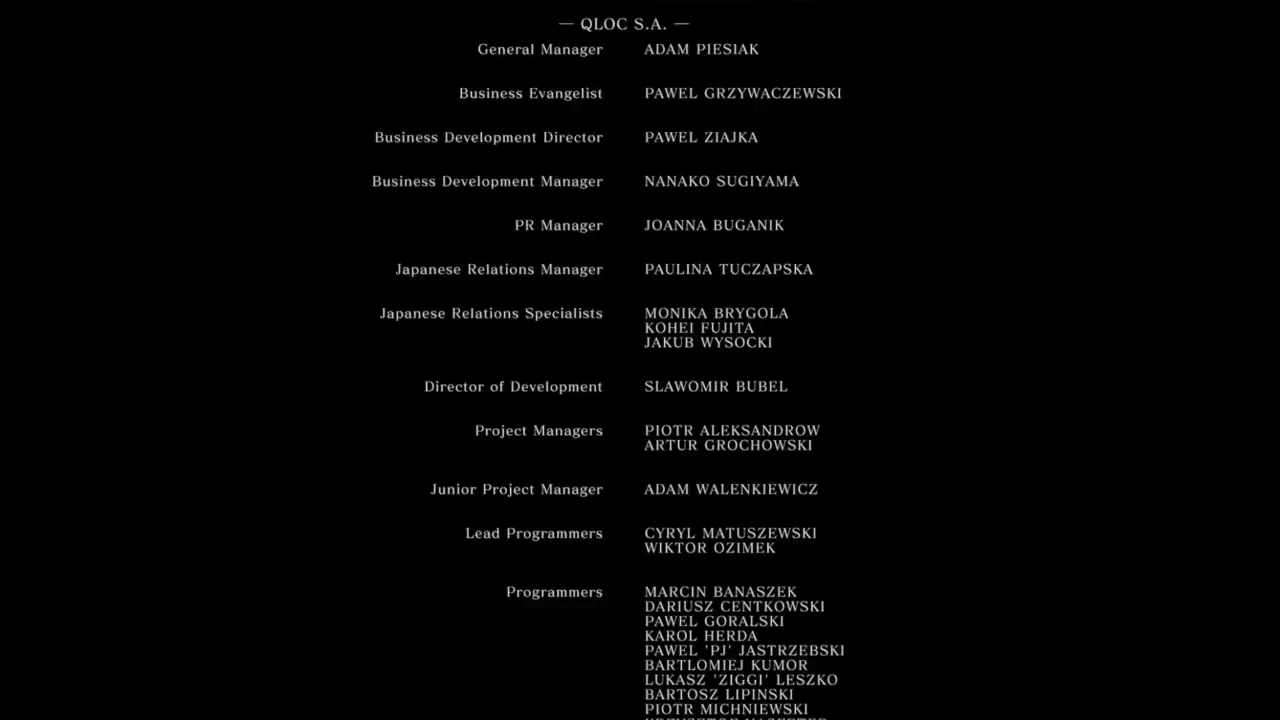 — QLOC S.A. —
General Manager ADAM PIESIAK
Business Evangelist PAWEL GRZYWACZEWSKI
Business Development Director PAWEL ZIAJKA
Business Development Manager NANAKO SUGIYAMA
PR Manager JOANNA BUGANIK
Japanese Relations Manager PAULINA TUCZAPSKA
Japanese Relations Specialists MONIKA BRYGOLA
KOHEI FUJITA
JAKUB WYSOCKI
Director of Development SLAWOMIR BUBEL
Project Managers PIOTR ALEKSANDROW
ARTUR GROCHOWSKI
Junior Project Manager ADAM WALENKIEWICZ
Lead Programmers CYRYL MATUSZEWSKI
WIKTOR OZIMEK
Programmers MARCIN BANASZEK
DARIUSZ CENTKOWSKI
PAWEL GORALSKI
KAROL HERDA
PAWEL 'PJ' JASTRZEBSKI
BARTLOMIEJ KUMOR
LUKASZ 'ZIGGI' LESZKO
BARTOSZ LIPINSKI
PIOTR MICHNIEWSKI